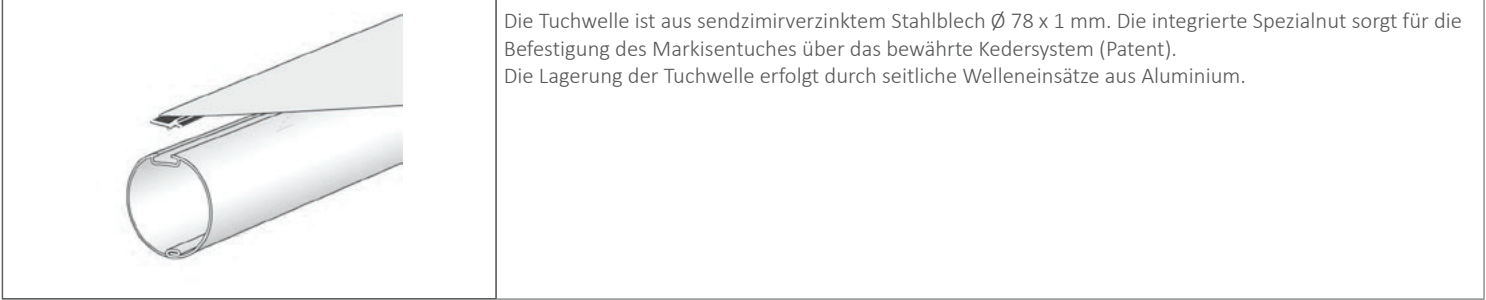 Die Tuchwelle ist aus sendzimirverzinktem Stahlblech Ø 78 x 1 mm. Die integrierte Spezialnut sorgt für die
Befestigung des Markisentuches über das bewährte Kedersystem (Patent).
Die Lagerung der Tuchwelle erfolgt durch seitliche Welleneinsätze aus Aluminium.